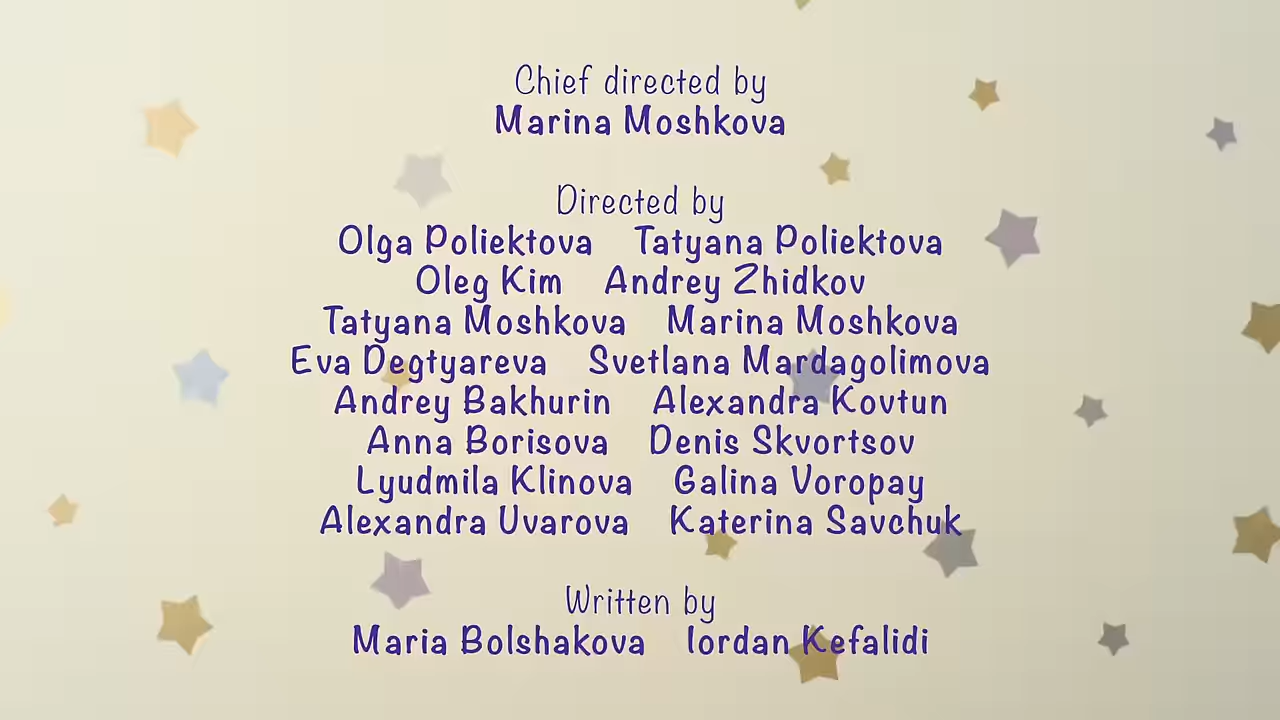 Chief directed by
Marina Moshkova
Directed by
Olga Poliektova Tatyana Poliektova
Oleg Kim Andrey Zhidkov
Tatyana Moshkova Marina Moshkova
Eva Degtyareva Svetlana Mardagolimova
Andrey Bakhurin Alexandra Kovtun
Anna Borisova Denis Skvortsov
Lyudmila Klinova Galina Voropay
Alexandra Uvarova Katerina Savchuk
Written by
Maria Bolshakova Iordan Kefalidi